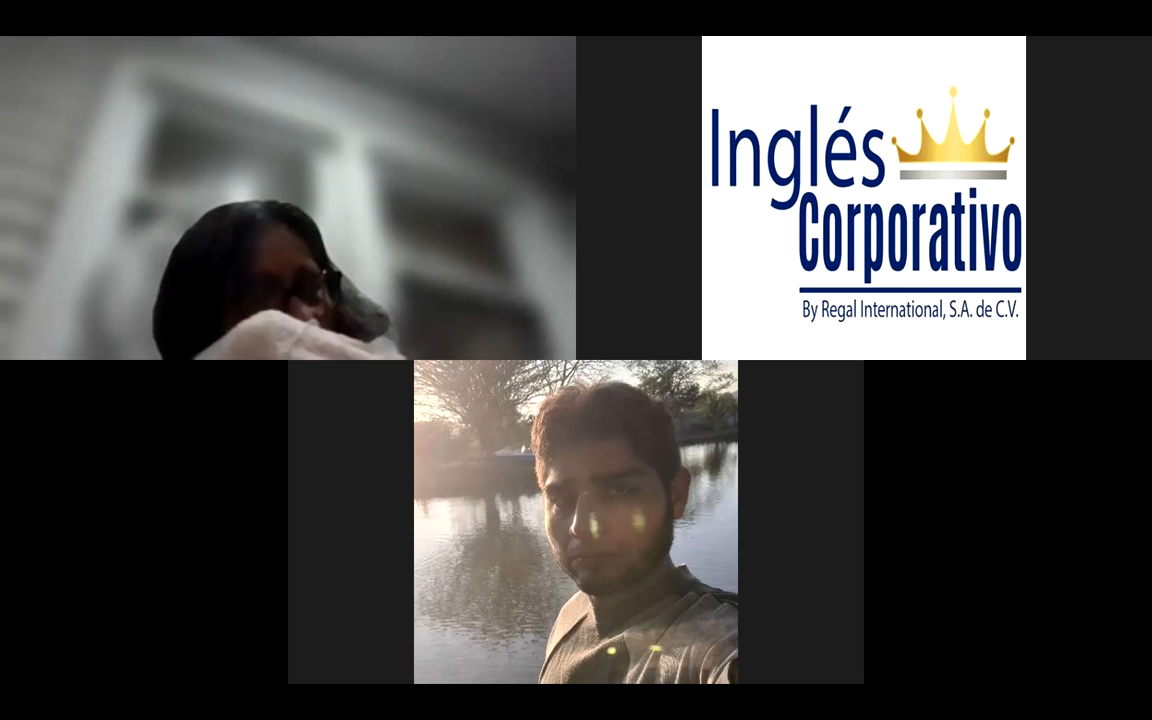 Inglés
Corporativo
By Regal International, S.A. de C.V.